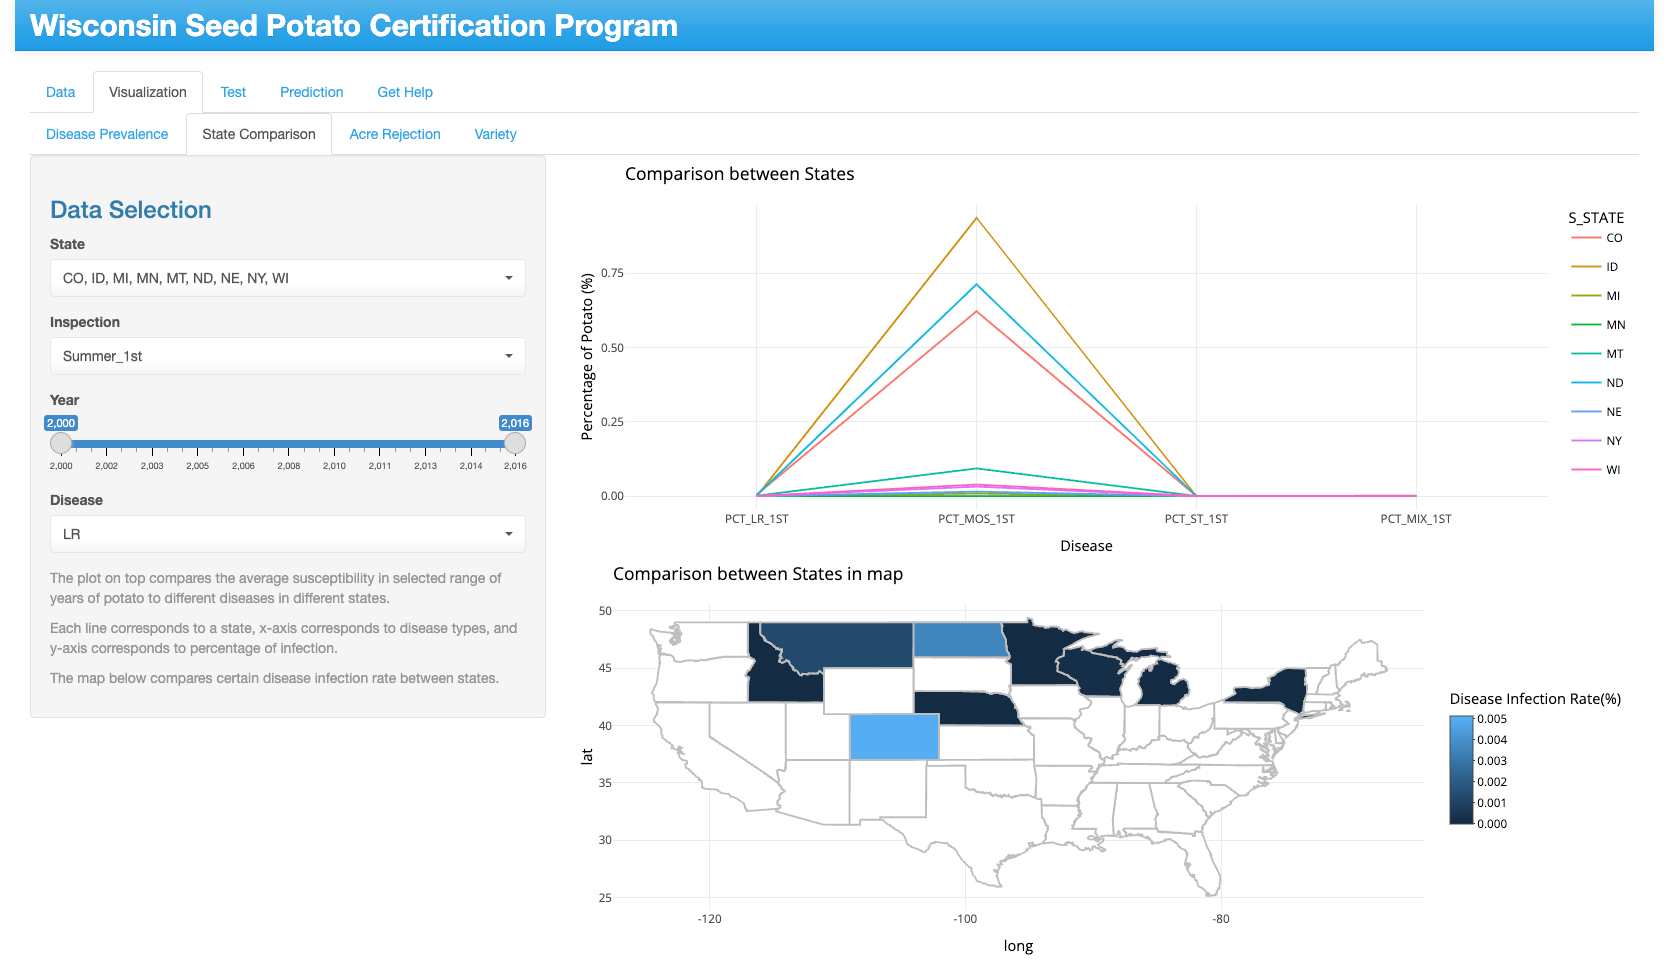 Wisconsin Seed Potato Certification Program
Data Visualization Test Prediction Get Help
Disease Prevalence State Comparison Acre Rejection Variety
Data Selection
State
CO, ID, MI, MN, MT, ND, NE, NY, WI
Inspection
Summer_1st
Year
2,000 2,016
2,000 2,002 2,003 2,005 2,006 2,008 2,010 2,011 2,013 2,014 2,016
Disease
LR
The plot on top compares the average susceptibility in selected range of
years of potato to different diseases in different states.
Each line corresponds to a state, x-axis corresponds to disease types, and
y-axis corresponds to percentage of infection.
The map below compares certain disease infection rate between states.
Comparison between States
Percentage of Potato (%)
0.75
0.50
0.25
0.00
PCT_LR_1ST PCT_MOS_1ST PCT_ST_1ST PCT_MIX_1ST
Disease
S_STATE
CO
ID
MI
MN
MT
ND
NE
NY
WI
Comparison between States in map
lat
50
45
40
35
30
25
-120 -100 -80
long
Disease Infection Rate(%)
0.005
0.004
0.003
0.002
0.001
0.000